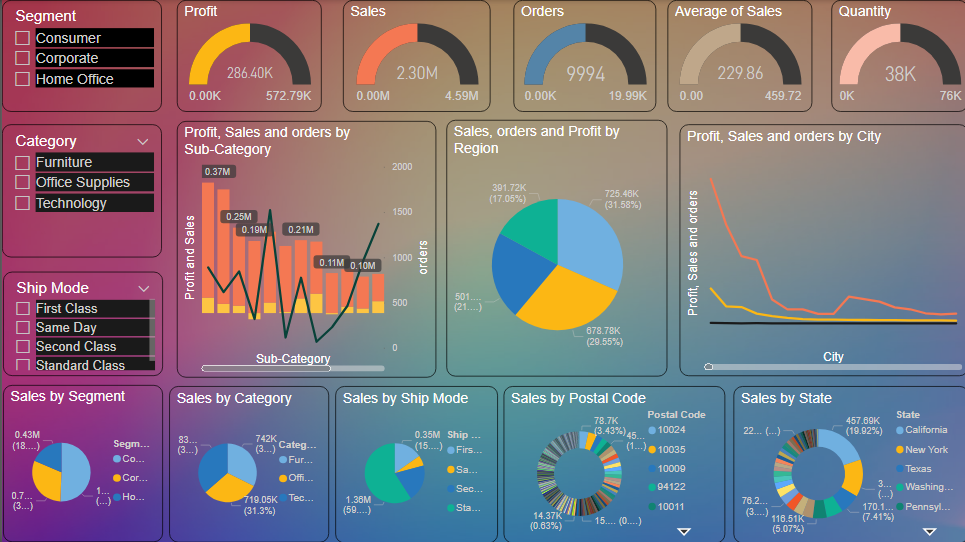 Segment
Consumer
Corporate
Home Office
Profit
286.40K
0.00K
572.79K
Sales
2.30M
0.00M
4.59M
Orders
9994
0.00K
19.99K
Average of Sales
229.86
0.00
459.72
Quantity
38K
0K
76K
Category
Furniture
Office Supplies
Technology
Ship Mode
First Class
Same Day
Second Class
Standard Class
Profit, Sales and orders by
Sub-Category
Profit and Sales
0.37M
0.25M
0.19M
0.21M
0.11M
0.10M
2000
1500
1000
500
0
orders
Sub-Category
Sales, orders and Profit by
Region
391.72K
(17.05%)
725.46K
(31.58%)
501....
(21....)
678.78K
(29.55%)
Profit, Sales and orders by City
Profit, Sales and orders
City
Sales by Segment
0.43M
(18....)
0.7...
(3...)
1...
(...)
Segm...
Co...
Cor...
Ho...
Sales by Category
83...
(3...)
742K
(3...)
719.05K
(31.3%)
Categ...
Fur...
Offi...
Tec...
Sales by Ship Mode
0.35M
(15....)
1.36M
(59....)
Ship ...
Firs...
Sa...
Sec...
Sta...
Sales by Postal Code
78.7K
(3.43%)
45...
(1...)
14.37K
(0.63%)
15.... (0....)
Postal Code
10024
10035
10009
94122
10011
Sales by State
22... (...)
457.69K
(19.92%)
3...
(...)
170.1...
(7.41%)
76.2...
(3....)
116.51K
(5.07%)
State
California
New York
Texas
Washing...
Pennsyl...